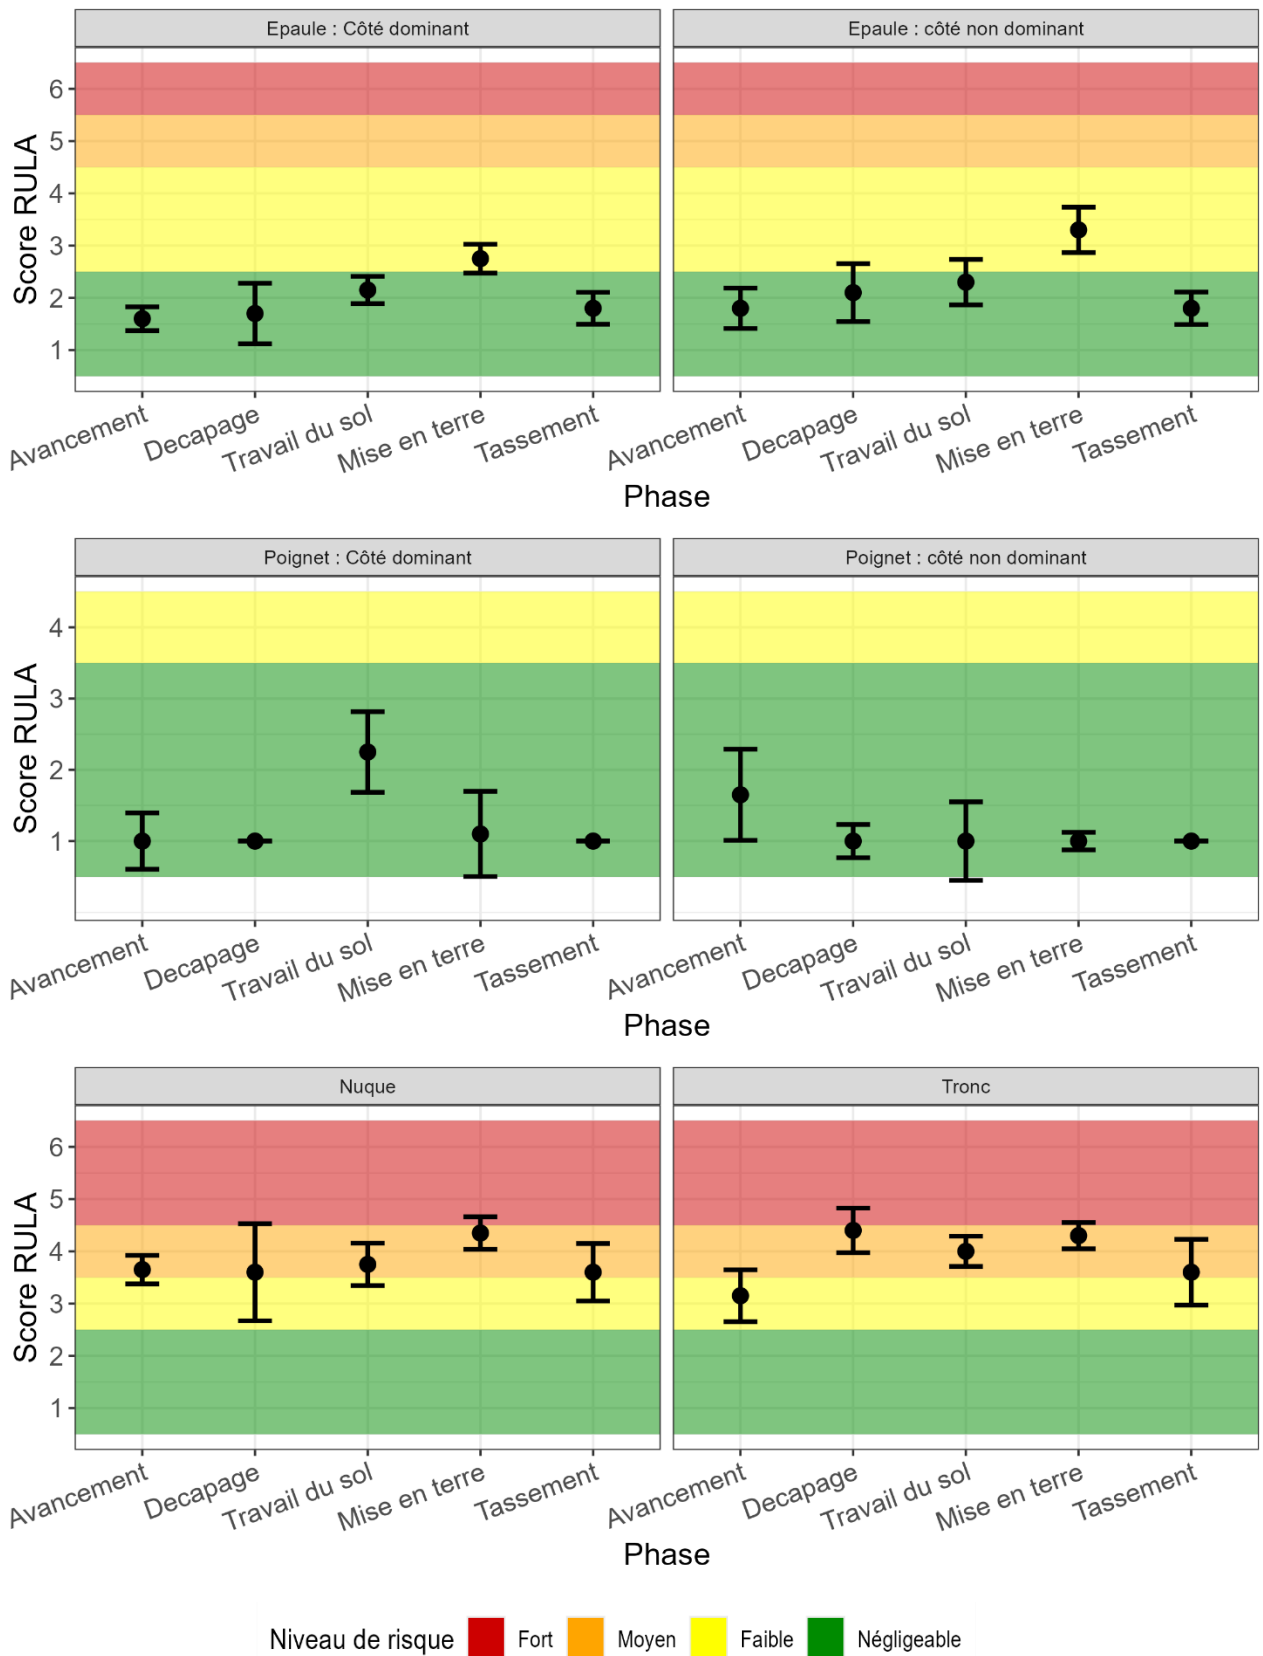 Epaule : Côté dominant
Epaule : côté non dominant
Score RULA
6
5
4
3
2
1
Avancement
Decapage
Travail du sol
Mise en terre
Tassement
Avancement
Decapage
Travail du sol
Mise en terre
Tassement
Phase
Poignet : Côté dominant
Poignet : côté non dominant
Score RULA
4
3
2
1
Avancement
Decapage
Travail du sol
Mise en terre
Tassement
Avancement
Decapage
Travail du sol
Mise en terre
Tassement
Phase
Nuque
Tronc
Score RULA
6
5
4
3
2
1
Avancement
Decapage
Travail du sol
Mise en terre
Tassement
Avancement
Decapage
Travail du sol
Mise en terre
Tassement
Phase
Niveau de risque Fort Moyen Faible Négligeable